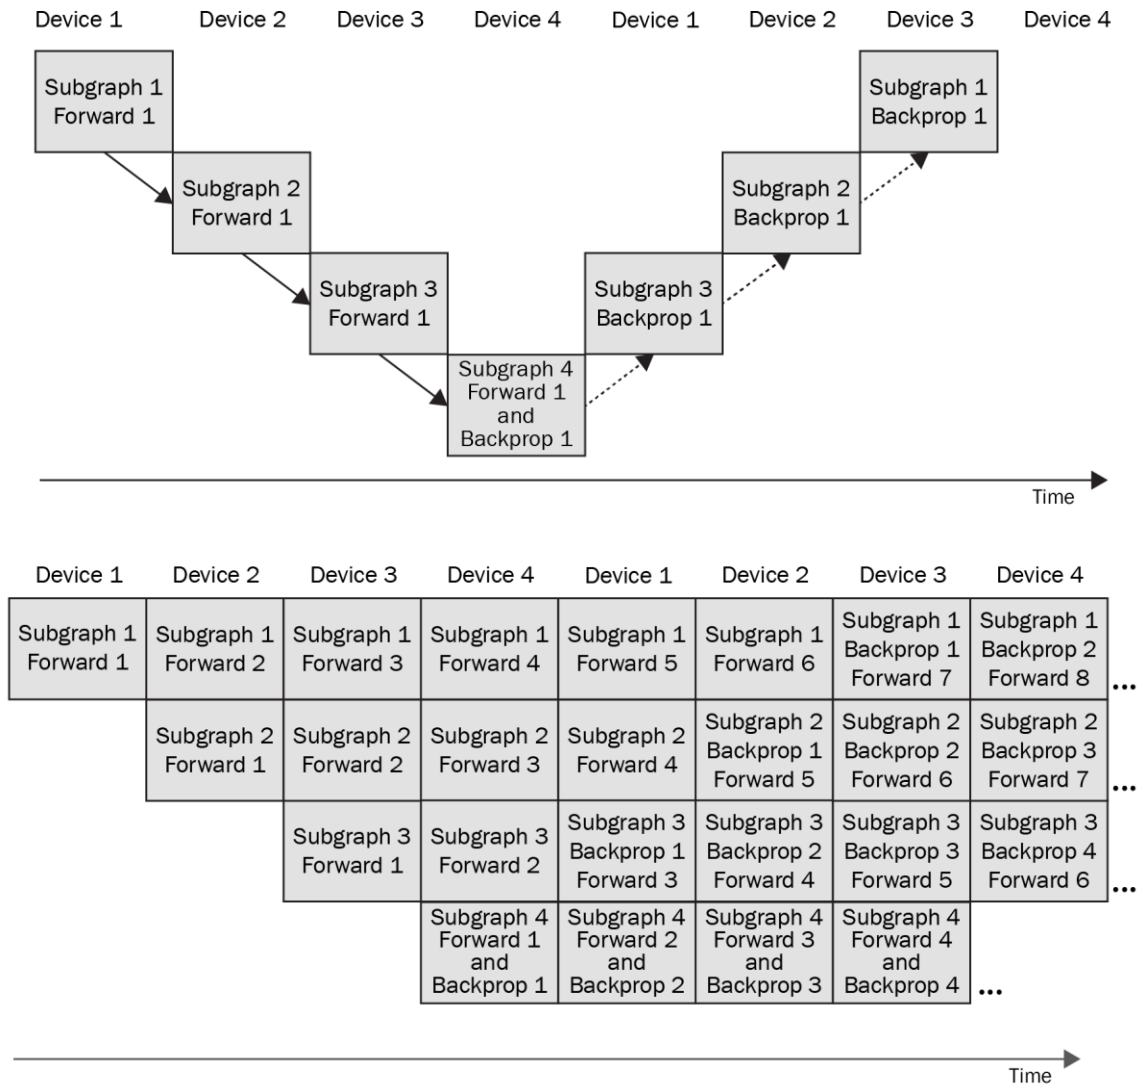 Device 1 Device 2 Device 3 Device 4 Device 1 Device 2 Device 3 Device 4
Subgraph 1
Forward 1
Subgraph 2
Forward 1
Subgraph 3
Forward 1
Subgraph 4
Forward 1
and
Backprop 1
Subgraph 3
Backprop 1
Subgraph 2
Backprop 1
Subgraph 1
Backprop 1
Time
Device 1 Device 2 Device 3 Device 4 Device 1 Device 2 Device 3 Device 4
Subgraph 1
Forward 1
Subgraph 1
Forward 2
Subgraph 1
Forward 3
Subgraph 1
Forward 4
Subgraph 1
Forward 5
Subgraph 1
Forward 6
Subgraph 1
Backprop 1
Forward 7
Subgraph 1
Backprop 2
Forward 8
...
Subgraph 2
Forward 1
Subgraph 2
Forward 2
Subgraph 2
Forward 3
Subgraph 2
Forward 4
Subgraph 2
Backprop 1
Forward 5
Subgraph 2
Backprop 2
Forward 6
Subgraph 2
Backprop 3
Forward 7
...
Subgraph 3
Forward 1
Subgraph 3
Forward 2
Subgraph 3
Backprop 1
Forward 3
Subgraph 3
Backprop 2
Forward 4
Subgraph 3
Backprop 3
Forward 5
Subgraph 3
Backprop 4
Forward 6
...
Subgraph 4
Forward 1
and
Backprop 1
Subgraph 4
Forward 2
and
Backprop 2
Subgraph 4
Forward 3
and
Backprop 3
Subgraph 4
Forward 4
and
Backprop 4
...
Time